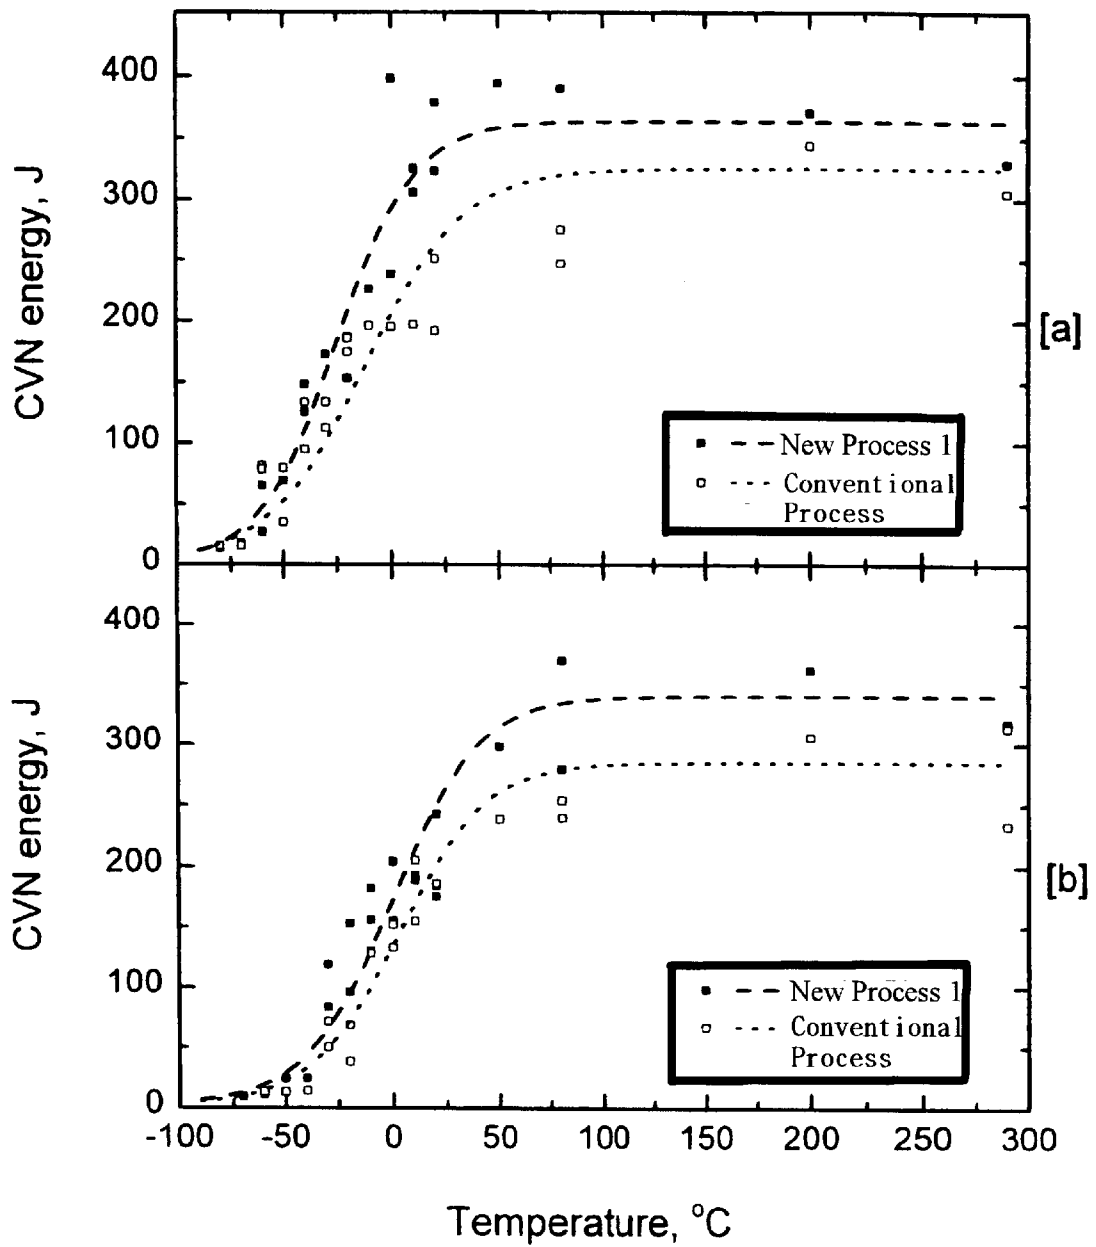 400
300
200
100
0
CVN energy, J
[a]
New Process 1
Conventional
Process
400
300
200
100
0
CVN energy, J
[b]
New Process 1
Conventional
Process
-100 -50 0 50 100 150 200 250 300
Temperature, °C